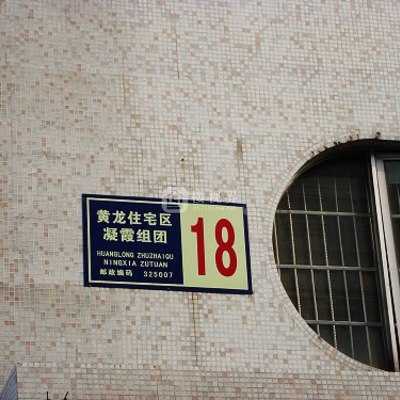 黄龙住宅区
凝霞组团
HUANGLONG ZHUZHAIQU
NINGXIA ZUTUAN
邮政编码 325007
18